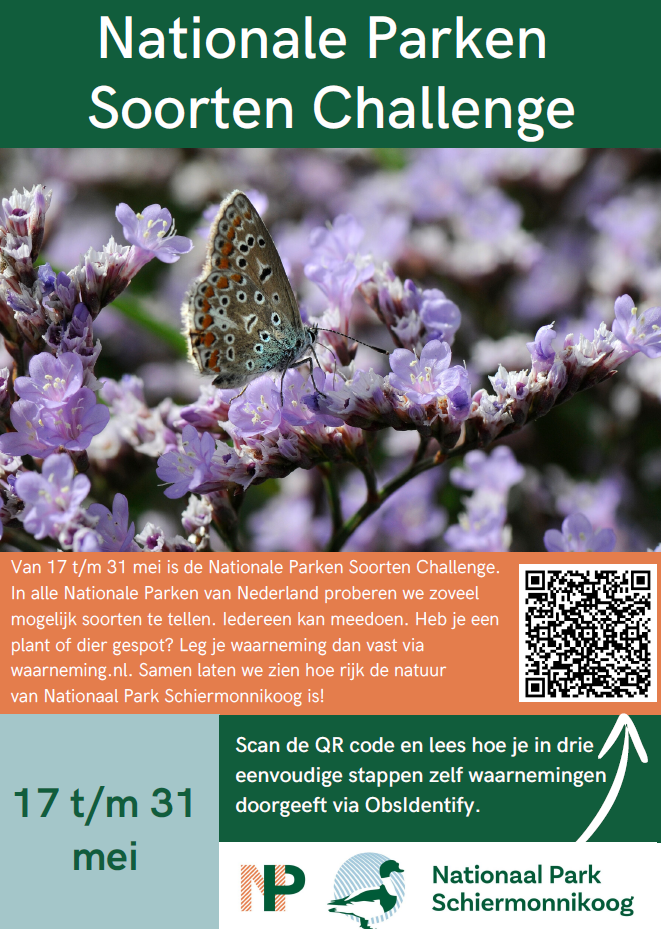 Nationale Parken
Soorten Challenge
Van 17 t/m 31 mei is de Nationale Parken Soorten Challenge.
In alle Nationale Parken van Nederland proberen we zoveel
mogelijk soorten te tellen. Iedereen kan meedoen. Heb je een
plant of dier gespot? Leg je waarneming dan vast via
waarneming.nl. Samen laten we zien hoe rijk de natuur
van Nationaal Park Schiermonnikoog is!
17 t/m 31
mei
Scan de QR code en lees hoe je in drie
eenvoudige stappen zelf waarnemingen
doorgeeft via ObsIdentify.
NP
Nationaal Park
Schiermonnikoog